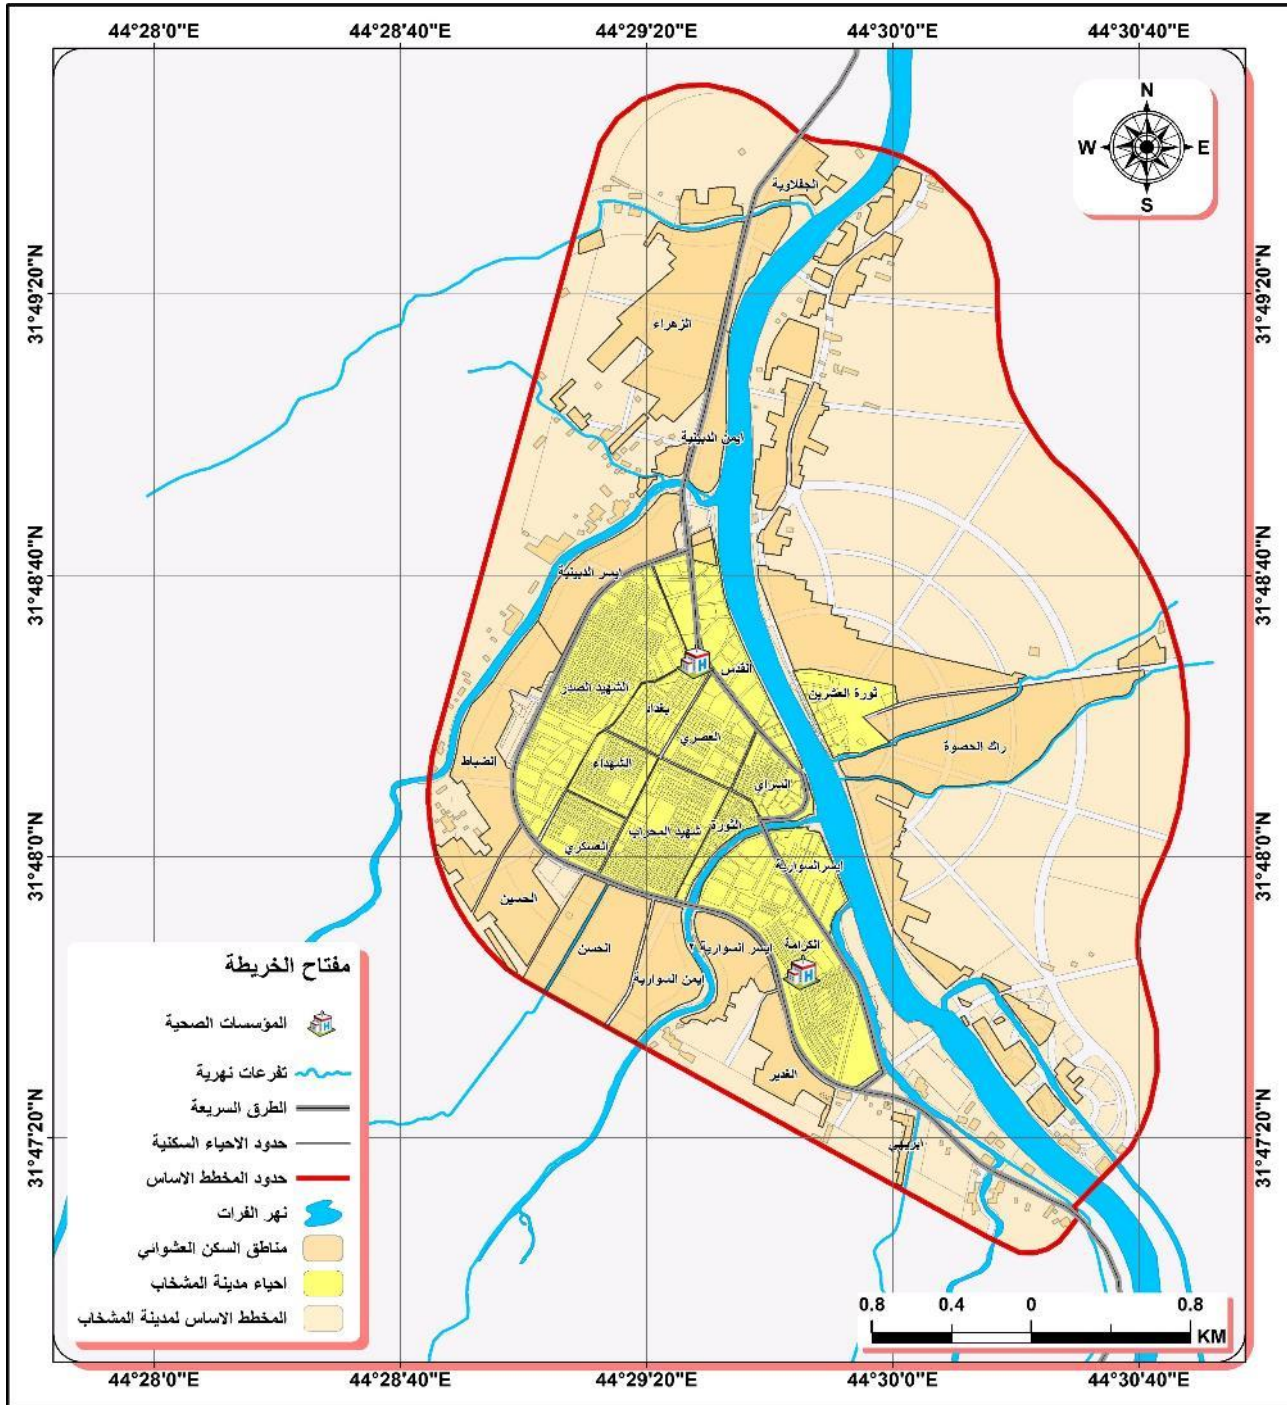 44°28'0"E 44°28'40"E 44°29'20"E 44°30'0"E 44°30'40"E
N
W E
S
الجفلاوية
31°49'20"N 31°49'20"N
الزهراء
ايمن الدبينية
31°48'40"N 31°48'40"N
ايسر الدبينية
القدس
الشهيد الصدر
ثورة العشرين
بغداد
العصري
راك الحصوة
الضباط
الشهداء
السراي
الثورة
شهيد المحراب
العسكري
31°48'0"N 31°48'0"N
ايسر السوارية
الحسين
الكرامة
ايسر السوارية ٢
الحسن
ايمن السوارية
الغدير
31°47'20"N 31°47'20"N
مفتاح الخريطة
المؤسسات الصحية
تفرعات نهرية
الطرق السريعة
حدود الاحياء السكنية
حدود المخطط الاساس
نهر الفرات
مناطق السكن العشوائي
احياء مدينة المشخاب
المخطط الاساس لمدينة المشخاب
0.8 0.4 0 0.8
KM
44°28'0"E 44°28'40"E 44°29'20"E 44°30'0"E 44°30'40"E